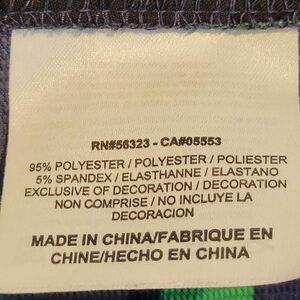 RN#56323 - CA#05553
95% POLYESTER / POLYESTER / POLIESTER
5% SPANDEX / ELASTHANNE / ELASTANO
EXCLUSIVE OF DECORATION / DECORATION
NON COMPRISE / NO INCLUYE LA
DECORACION
MADE IN CHINA/FABRIQUE EN
CHINE/HECHO EN CHINA